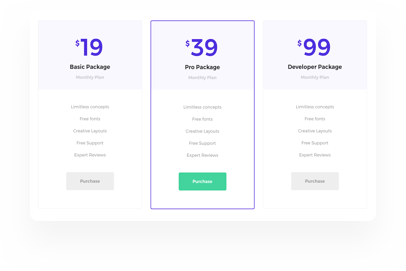 $19
Basic Package
Monthly Plan
Limitless concepts
Free fonts
Creative Layouts
Free Support
Expert Reviews
Purchase
$39
Pro Package
Monthly Plan
Limitless concepts
Free fonts
Creative Layouts
Free Support
Expert Reviews
Purchase
$99
Developer Package
Monthly Plan
Limitless concepts
Free fonts
Creative Layouts
Free Support
Expert Reviews
Purchase